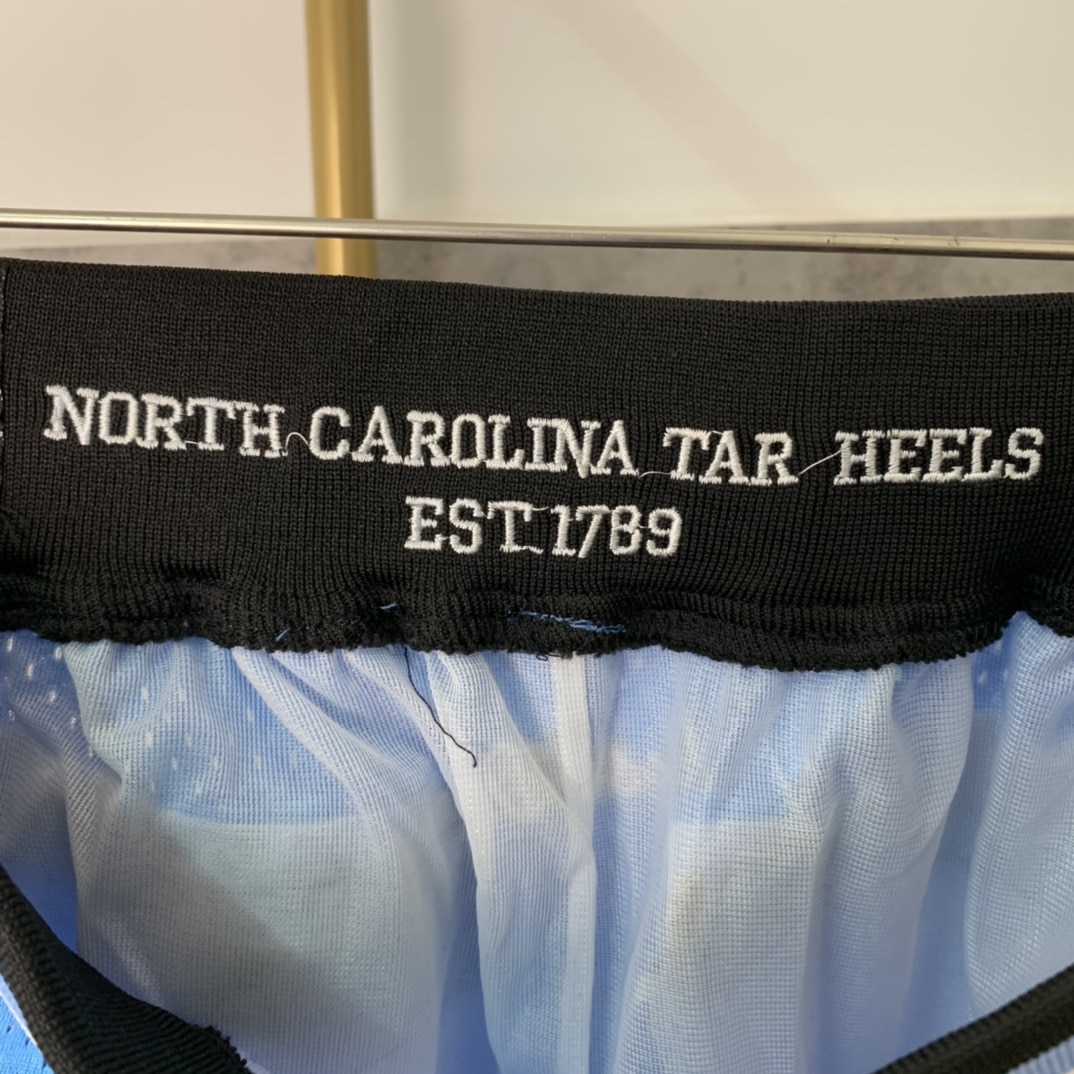 NORTH CAROLINA TAR HEELS
EST.1789